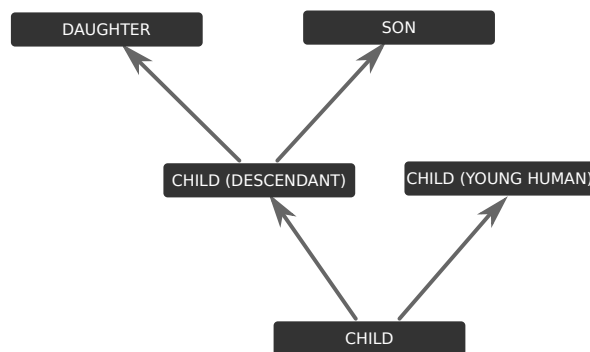 DAUGHTER
SON
CHILD (DESCENDANT)
CHILD (YOUNG HUMAN)
CHILD